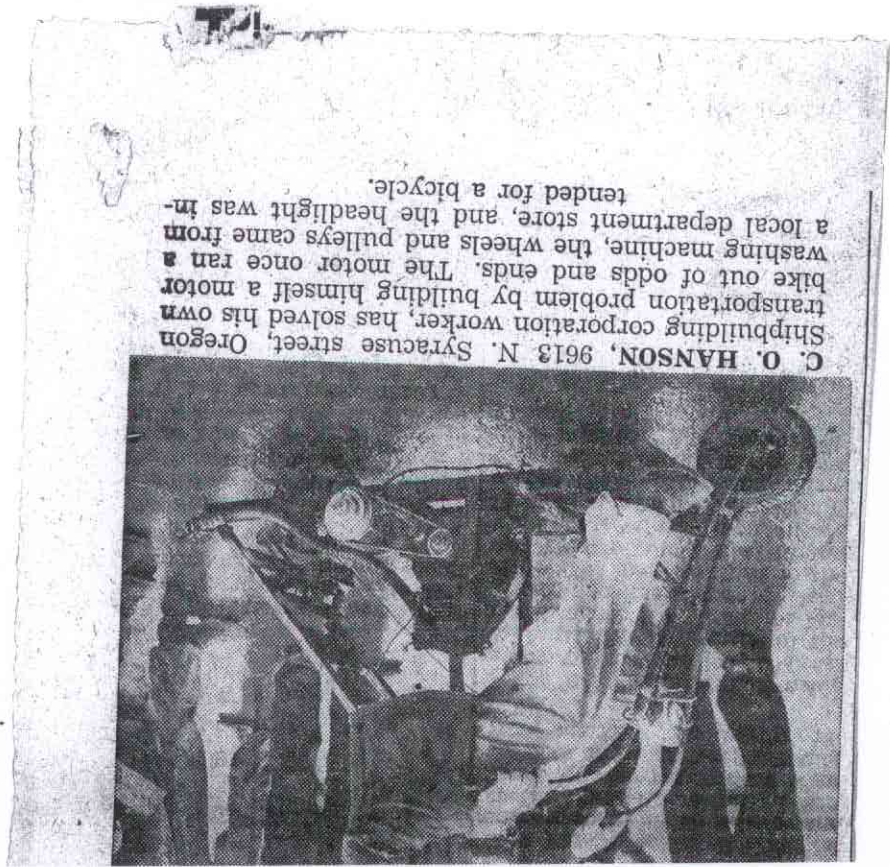 C. O. HANSON, 9613 N. Syracuse street, Oregon
Shipbuilding corporation worker, has solved his own
transportation problem by building himself a motor
bike out of odds and ends. The motor once ran a
washing machine, the wheels and pulleys came from
a local department store, and the headlight was in-
tended for a bicycle.